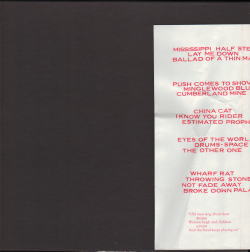 MISSISSIPPI HALF STE
LAY ME DOWN
BALLAD OF A THIN MA
PUSH COMES TO SHOV
MINGLEWOOD BLU
CUMBERLAND MINE
CHINA CAT
I KNOW YOU RIDER
ESTIMATED PROPH
EYES OF THE WORL
DRUMS-SPACE
THE OTHER ONE
WHARF RAT
THROWING STONE
NOT FADE AWAY
BROKE DOWN PALA